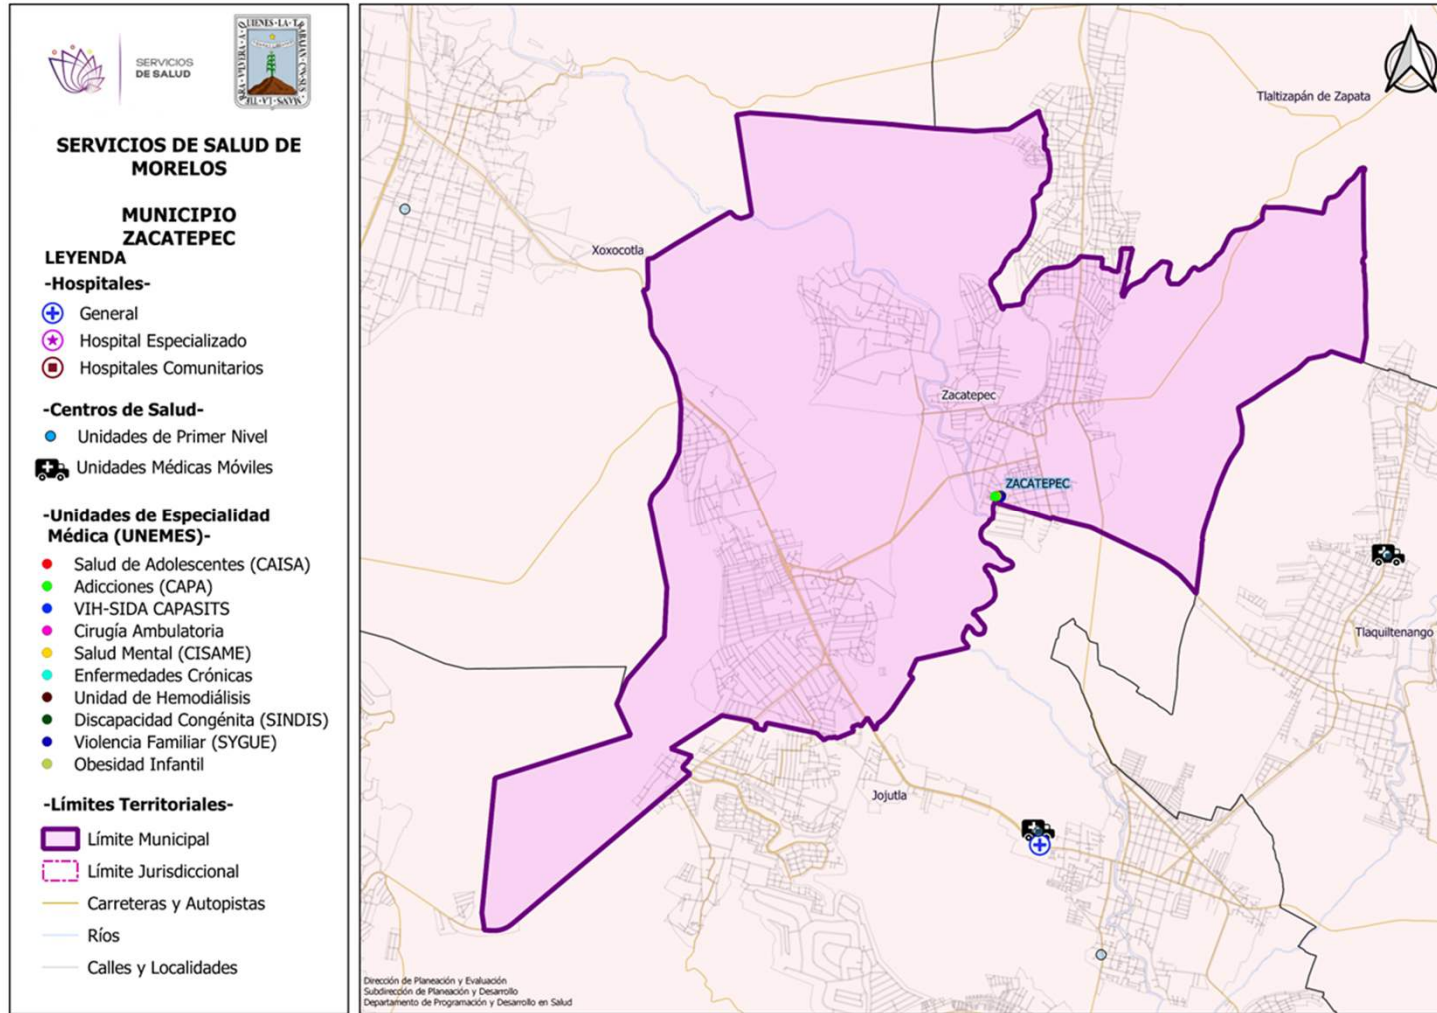 SERVICIOS
DE SALUD
SERVICIOS DE SALUD DE
MORELOS
MUNICIPIO
ZACATEPEC
LEYENDA
-Hospitales-
General
Hospital Especializado
Hospitales Comunitarios
-Centros de Salud-
Unidades de Primer Nivel
Unidades Médicas Móviles
-Unidades de Especialidad
Médica (UNEMES)-
Salud de Adolescentes (CAISA)
Adicciones (CAPA)
VIH-SIDA CAPASITS
Cirugía Ambulatoria
Salud Mental (CISAME)
Enfermedades Crónicas
Unidad de Hemodiálisis
Discapacidad Congénita (SINDIS)
Violencia Familiar (SYGUE)
Obesidad Infantil
-Límites Territoriales-
Límite Municipal
Límite Jurisdiccional
Carreteras y Autopistas
Ríos
Calles y Localidades
Tlaltizapán de Zapata
Xoxocotla
Zacatepec
ZACATEPEC
Tlaquiltenango
Jojutla
Dirección de Planeación y Evaluación
Subdirección de Planeación y Desarrollo
Departamento de Programación y Desarrollo en Salud